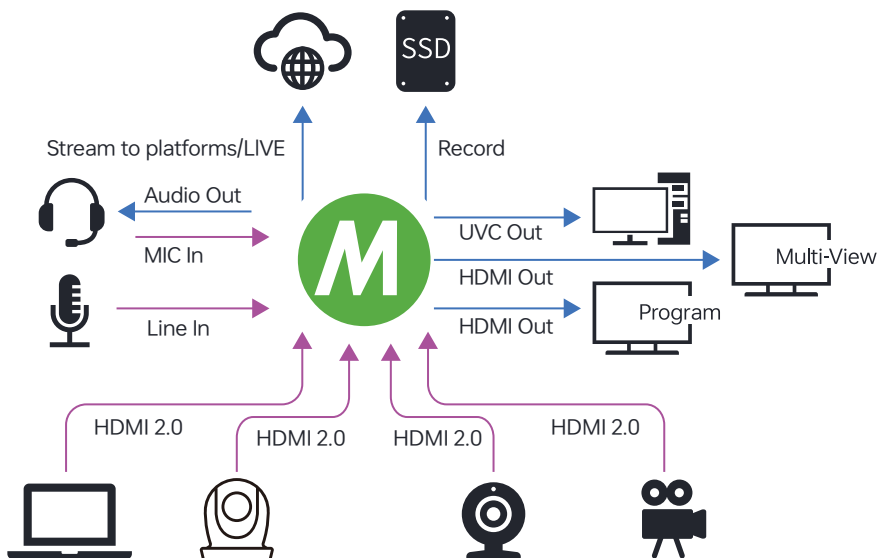 SSD
Stream to platforms/LIVE
Record
Audio Out
MIC In
Line In
M
UVC Out
HDMI Out
Multi-View
HDMI Out
Program
HDMI 2.0
HDMI 2.0
HDMI 2.0
HDMI 2.0